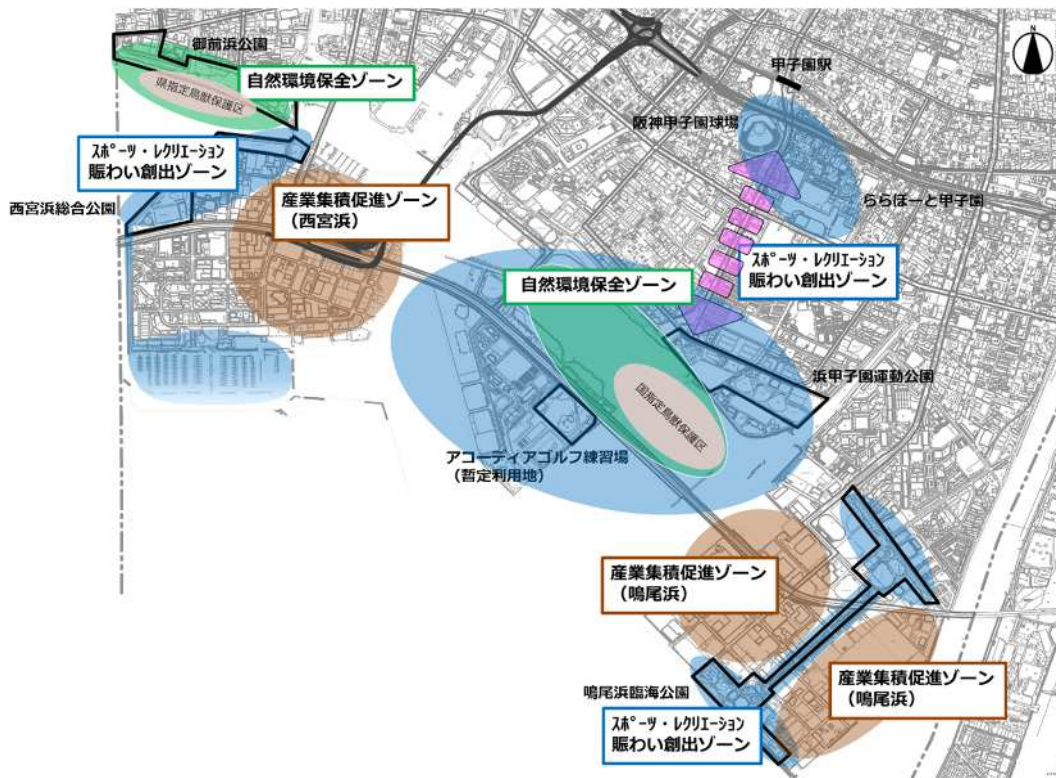 御前浜公園
N
自然環境保全ゾーン
甲子園駅
県指定鳥獣保護区
阪神甲子園球場
ｽﾎﾟｰﾂ・ﾚｸﾘｴｰｼｮﾝ
賑わい創出ゾーン
産業集積促進ゾーン
（西宮浜）
ららぽーと甲子園
西宮浜総合公園
ｽﾎﾟｰﾂ・ﾚｸﾘｴｰｼｮﾝ
賑わい創出ゾーン
自然環境保全ゾーン
浜甲子園運動公園
国指定鳥獣保護区
アコーディアゴルフ練習場
（暫定利用地）
産業集積促進ゾーン
（鳴尾浜）
産業集積促進ゾーン
（鳴尾浜）
鳴尾浜臨海公園
ｽﾎﾟｰﾂ・ﾚｸﾘｴｰｼｮﾝ
賑わい創出ゾーン